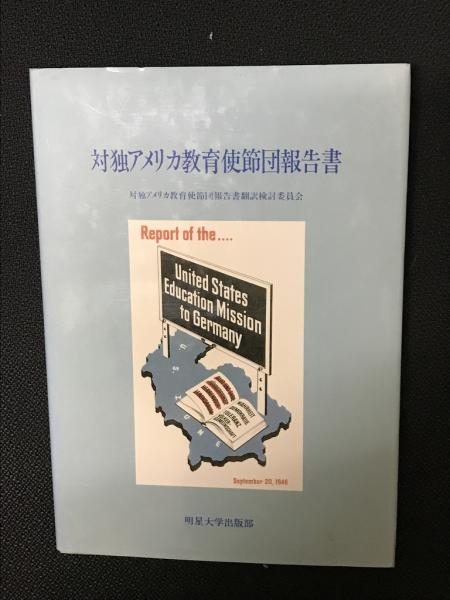 対独アメリカ教育使節団報告書
対独アメリカ教育使節団報告書翻訳検討委員会
Report of the....
United States
Education Mission
to Germany
U.S.
ZONE
September 20, 1946
明星大学出版部